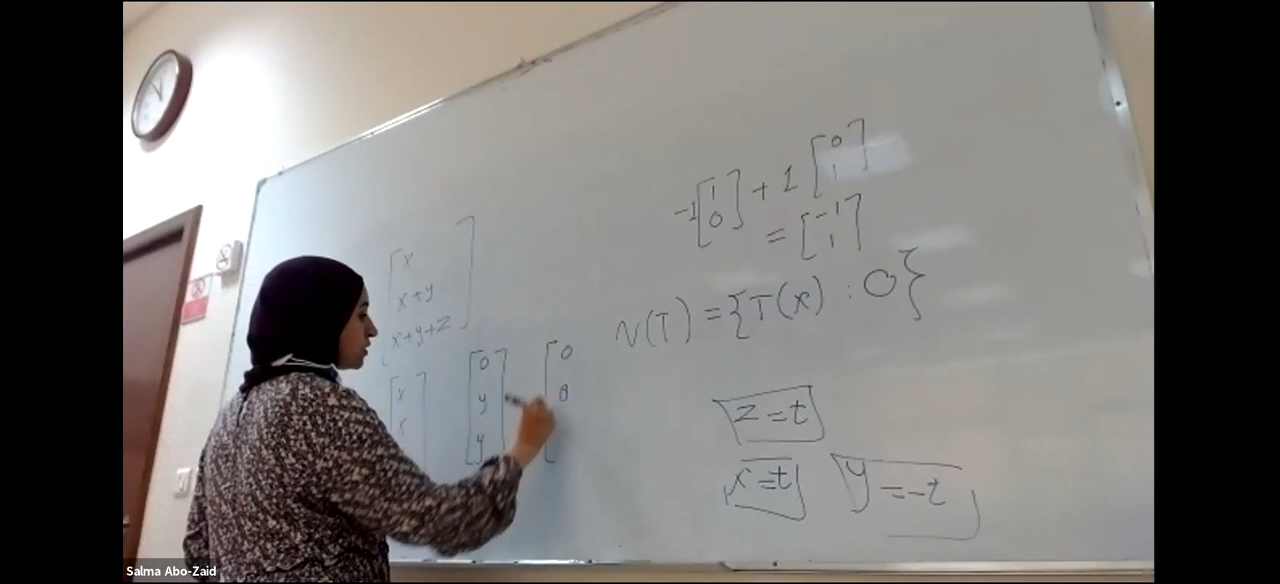 -1[1 0] + 1[0 1]
= [-1 1]
N(T) = {T(x) : 0}
[x
x+y
x+y+z]
[x
x
[0
y
y]
[0
0
z = t
x = t
y = -t
Salma Abo-Zaid